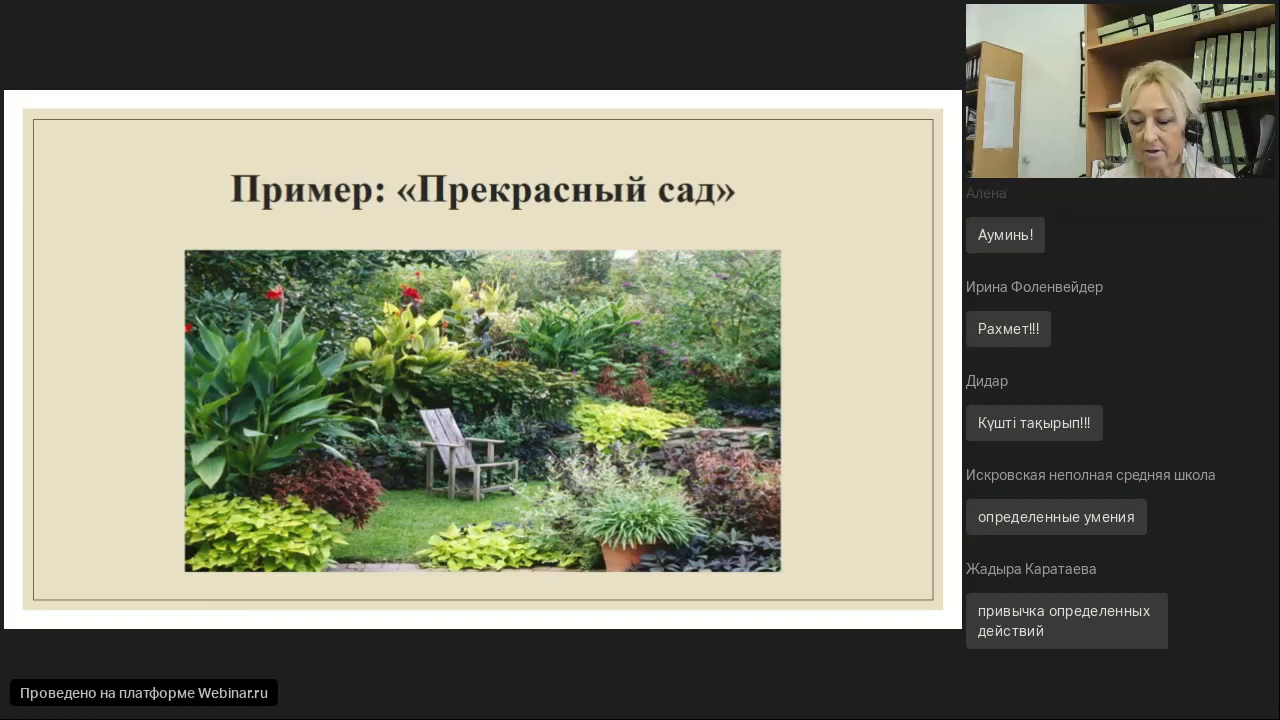 Пример: «Прекрасный сад»
Алена
Ауминь!
Ирина Фоленвейдер
Рахмет!!!
Дидар
Күшті тақырып!!!
Искровская неполная средняя школа
определенные умения
Жадыра Каратаева
привычка определенных
действий
Проведено на платформе Webinar.ru